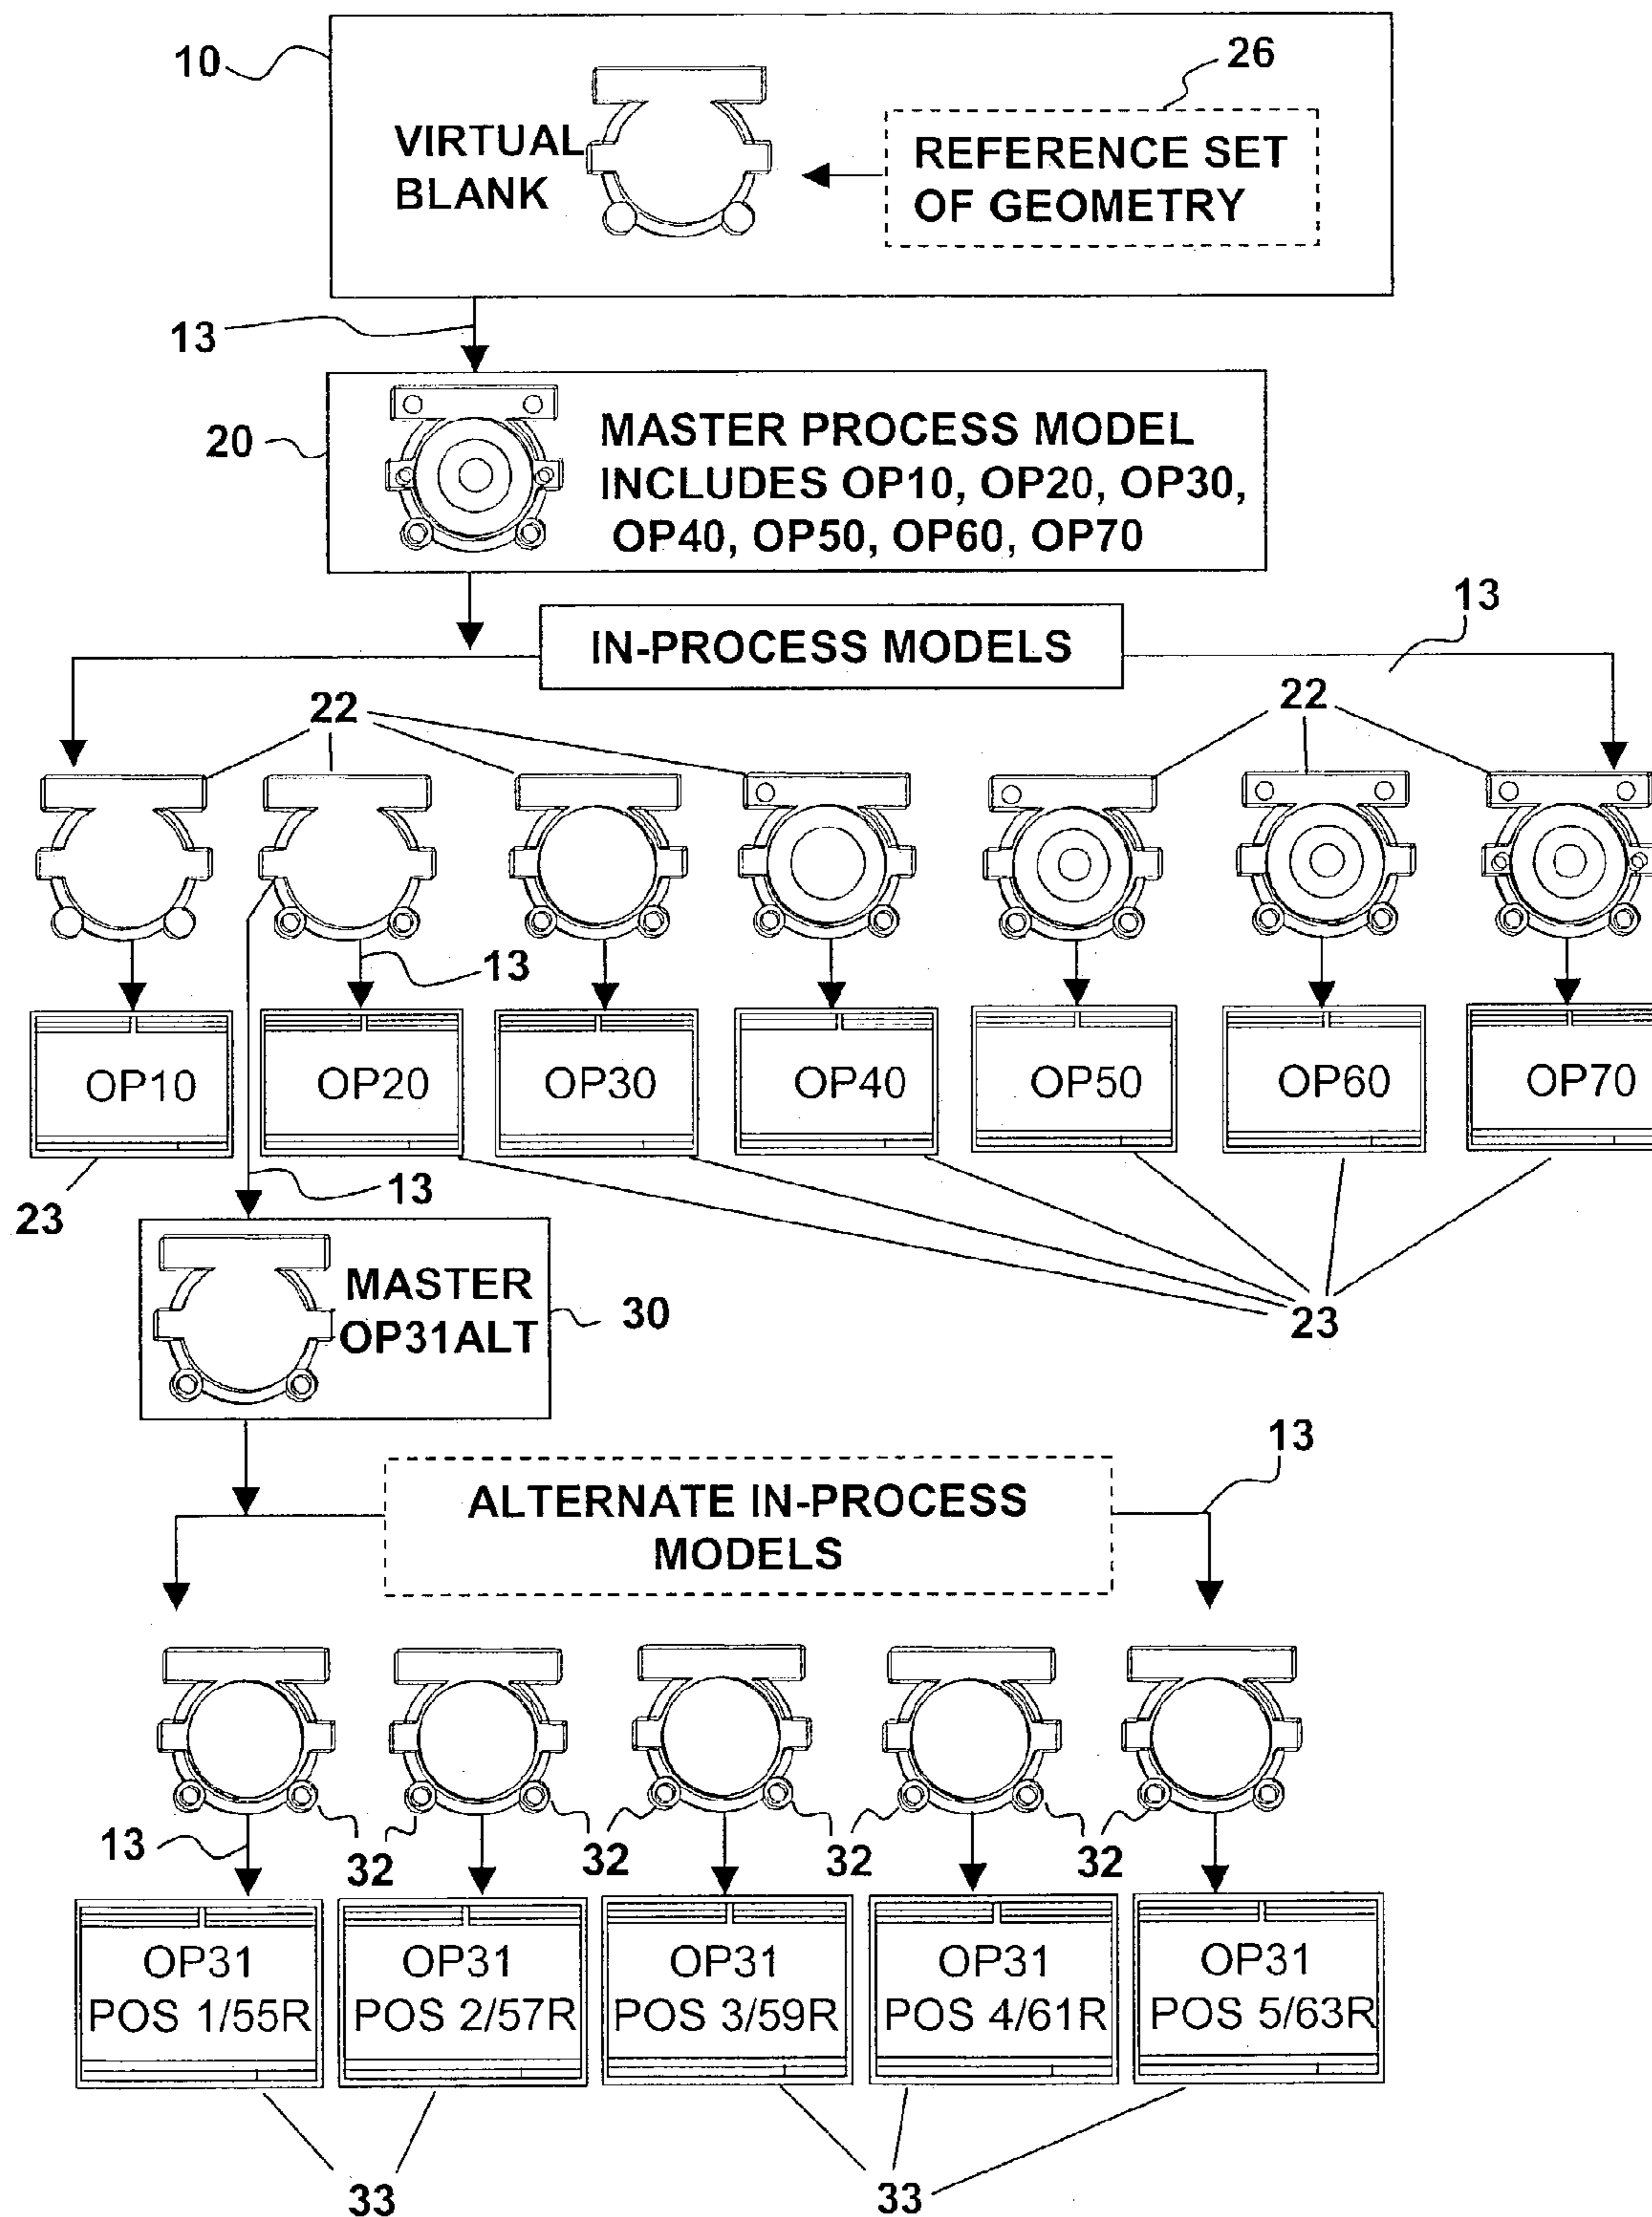 10
26
VIRTUAL
BLANK
REFERENCE SET
OF GEOMETRY
13
20
MASTER PROCESS MODEL
INCLUDES OP10, OP20, OP30,
OP40, OP50, OP60, OP70
13
IN-PROCESS MODELS
22
22
13
OP10
OP20
OP30
OP40
OP50
OP60
OP70
23
13
MASTER
OP31ALT
30
23
13
ALTERNATE IN-PROCESS
MODELS
13
32
32
32
32
32
OP31
POS 1/55R
OP31
POS 2/57R
OP31
POS 3/59R
OP31
POS 4/61R
OP31
POS 5/63R
33
33